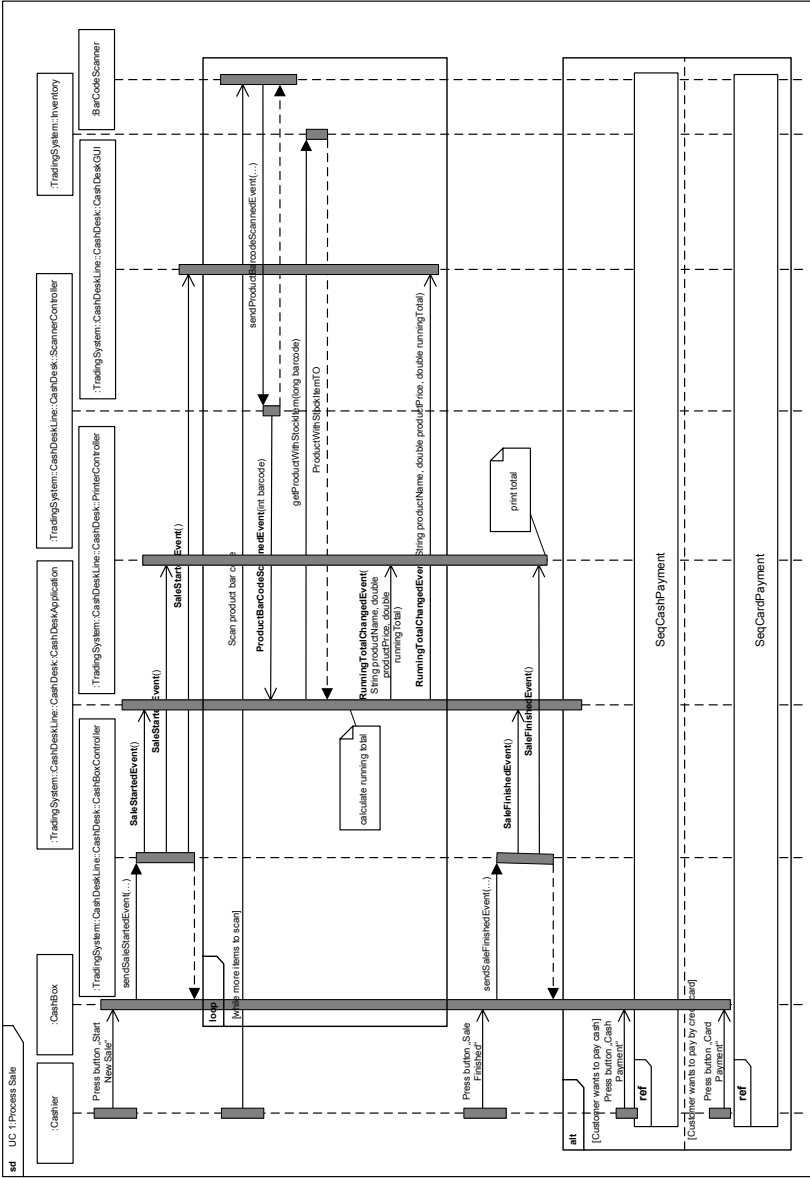 sd UC 1:Process Sale
:Cashier
:CashBox
:TradingSystem::CashDeskLine::CashDesk::CashBoxController
:TradingSystem::CashDeskLine::CashDesk:CashDeskApplication
:TradingSystem::CashDeskLine::CashDesk::PrinterController
:TradingSystem::CashDeskLine::CashDesk::ScannerController
:TradingSystem::CashDeskLine::CashDesk::CashDeskGUI
:TradingSystem::Inventory
:BarCodeScanner
Press button „Start
New Sale“
sendSaleStartedEvent(...)
SaleStartedEvent()
SaleStartedEvent()
SaleStartedEvent()
loop
[while more items to scan]
Scan product bar code
sendProductBarcodeScannedEvent(...)
ProductBarCodeScannedEvent(int barcode)
getProductWithStockItem(long barcode)
ProductWithStockItemTO
calculate running total
RunningTotalChangedEvent(
String productName, double
productPrice, double
runningTotal)
RunningTotalChangedEvent(String productName, double productPrice, double runningTotal)
Press button „Sale
Finished“
sendSaleFinishedEvent(...)
SaleFinishedEvent()
SaleFinishedEvent()
print total
alt
[Customer wants to pay cash]
Press button „Cash
Payment“
ref
SeqCashPayment
[Customer wants to pay by credit card]
Press button „Card
Payment“
ref
SeqCardPayment